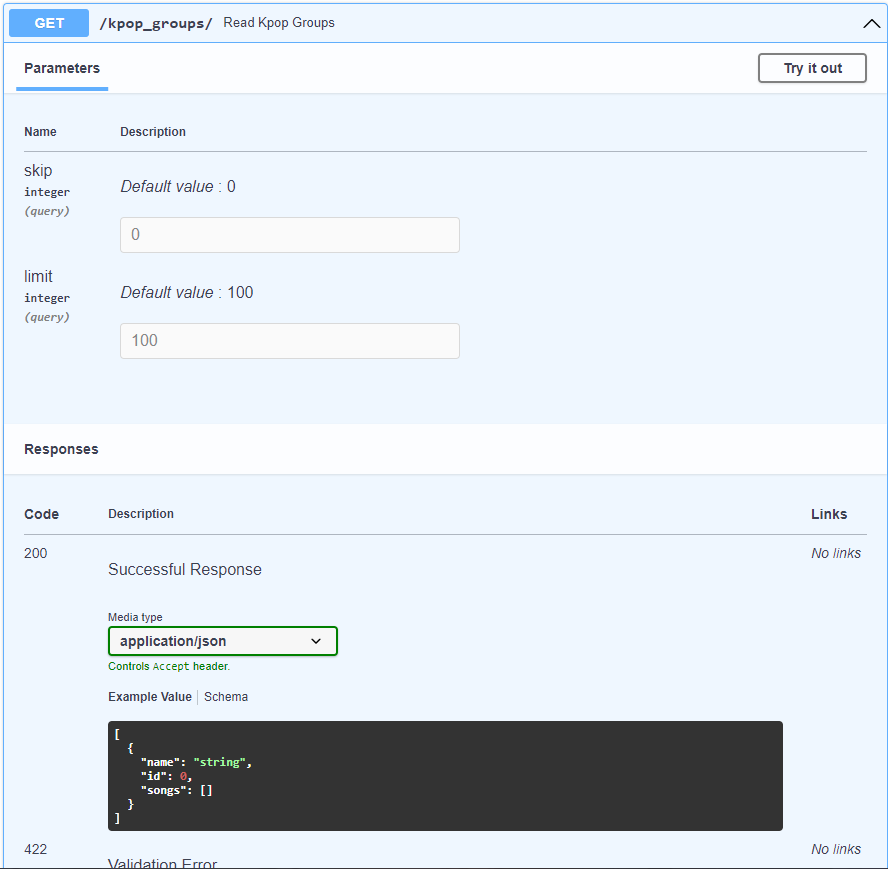 GET /kpop_groups/ Read Kpop Groups
Parameters
Try it out
Name Description
skip
integer
(query)
Default value : 0
0
limit
integer
(query)
Default value : 100
100
Responses
Code Description Links
200
Successful Response
No links
Media type
application/json
Controls Accept header.
Example Value Schema
[
{
"name": "string",
"id": 0,
"songs": []
}
]
422
Validation Error
No links